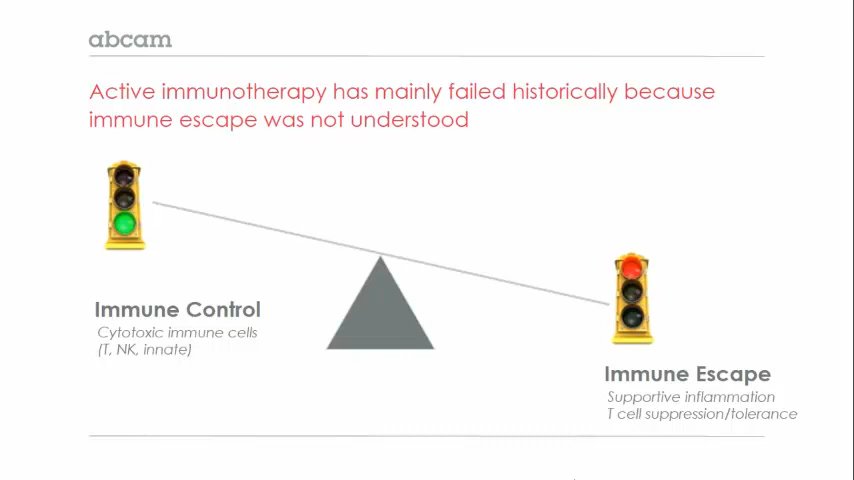 abcam
Active immunotherapy has mainly failed historically because
immune escape was not understood
Immune Control
Cytotoxic immune cells
(T, NK, innate)
Immune Escape
Supportive inflammation
T cell suppression/tolerance